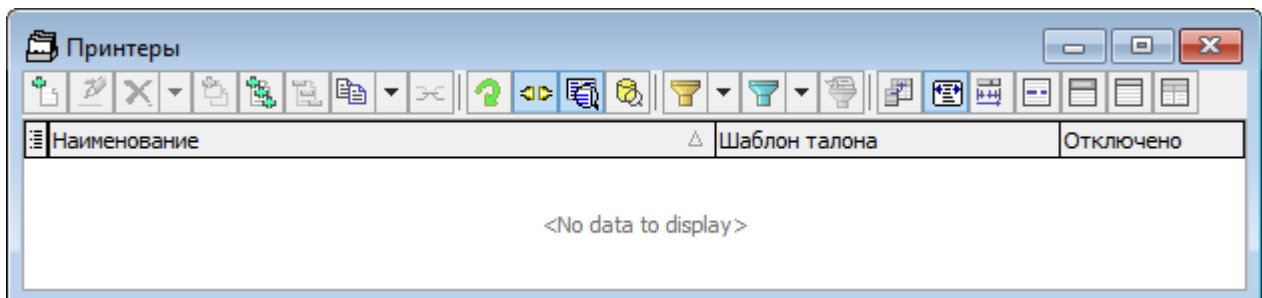 Принтеры
Наименование Шаблон талона Отключено
<No data to display>